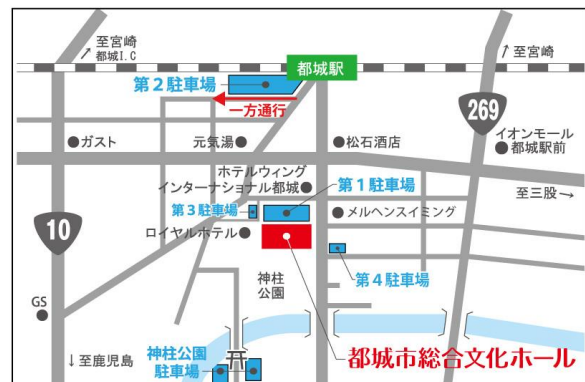 至宮崎
都城I.C
至宮崎
都城駅
第2駐車場
一方通行
269
ガスト
元気湯
松石酒店
イオンモール
都城駅前
ホテルウィング
インターナショナル都城
第1駐車場
至三股→
10
第3駐車場
メルヘンスイミング
ロイヤルホテル
神柱
公園
第4駐車場
GS
↓至鹿児島
神柱公園
駐車場
都城市総合文化ホール